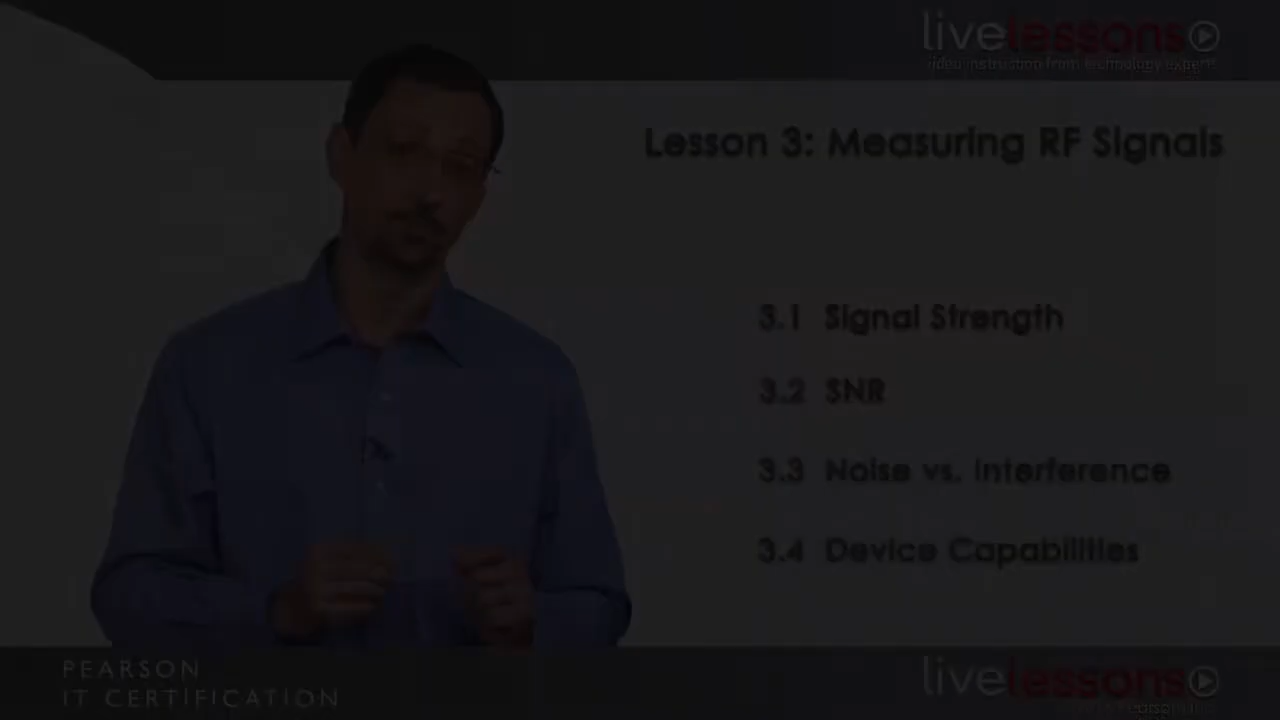 livelessons
video instruction from technology experts
Lesson 3: Measuring RF Signals
3.1 Signal Strength
3.2 SNR
3.3 Noise vs. Interference
3.4 Device Capabilities
PEARSON
IT CERTIFICATION
livelessons